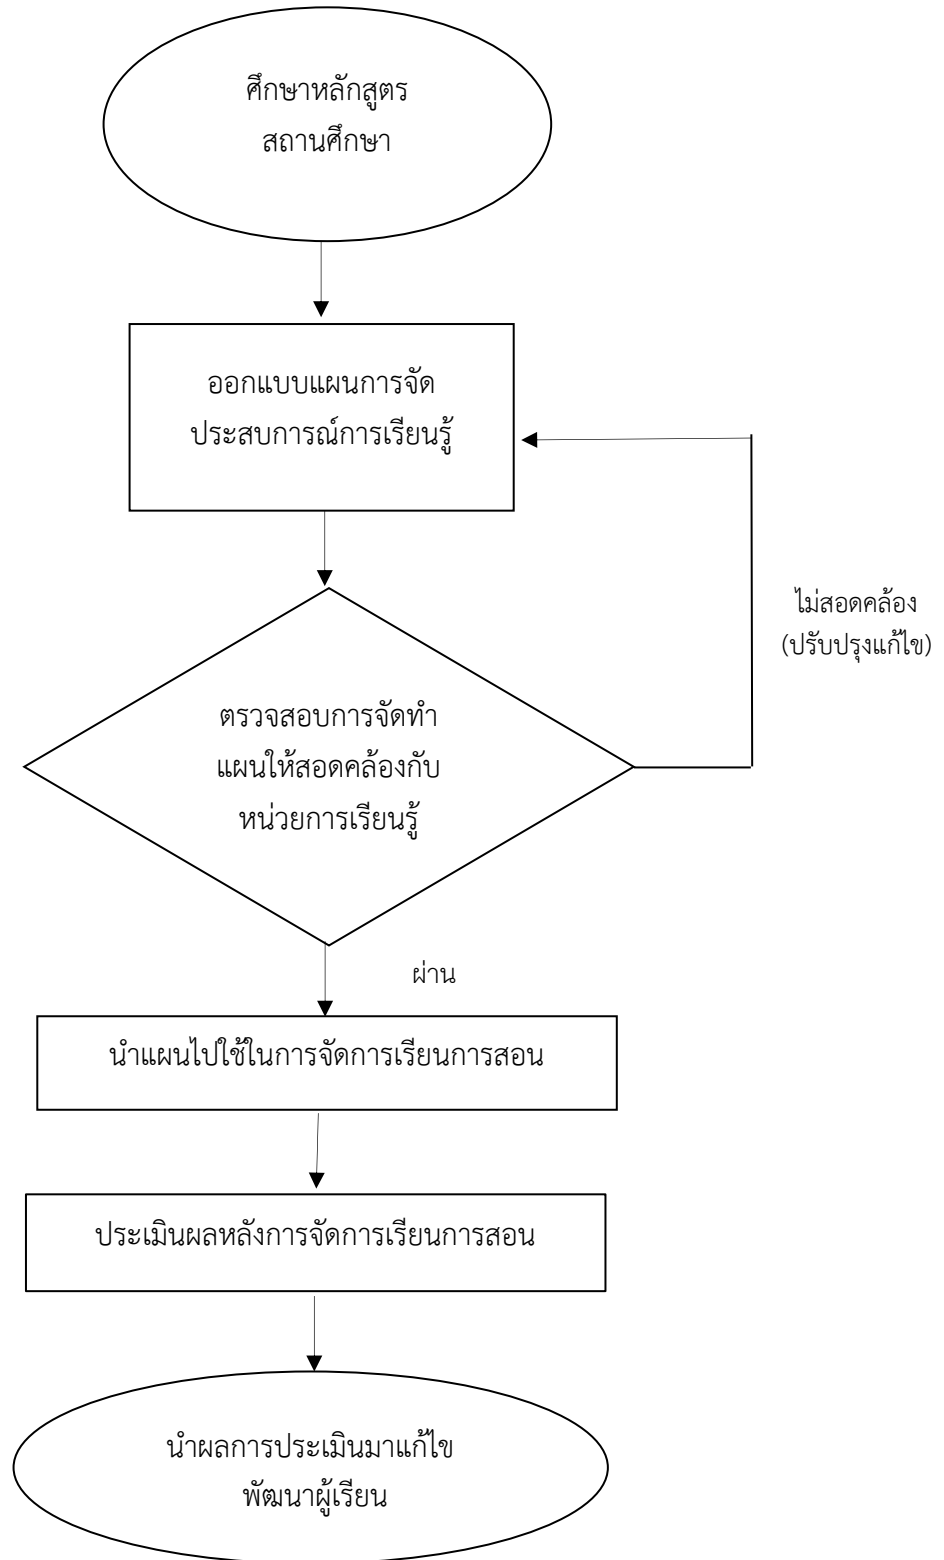 ศึกษาหลักสูตร
สถานศึกษา
ออกแบบแผนการจัด
ประสบการณ์การเรียนรู้
ไม่สอดคล้อง
(ปรับปรุงแก้ไข)
ตรวจสอบการจัดทำ
แผนให้สอดคล้องกับ
หน่วยการเรียนรู้
ผ่าน
นำแผนไปใช้ในการจัดการเรียนการสอน
ประเมินผลหลังการจัดการเรียนการสอน
นำผลการประเมินมาแก้ไข
พัฒนาผู้เรียน